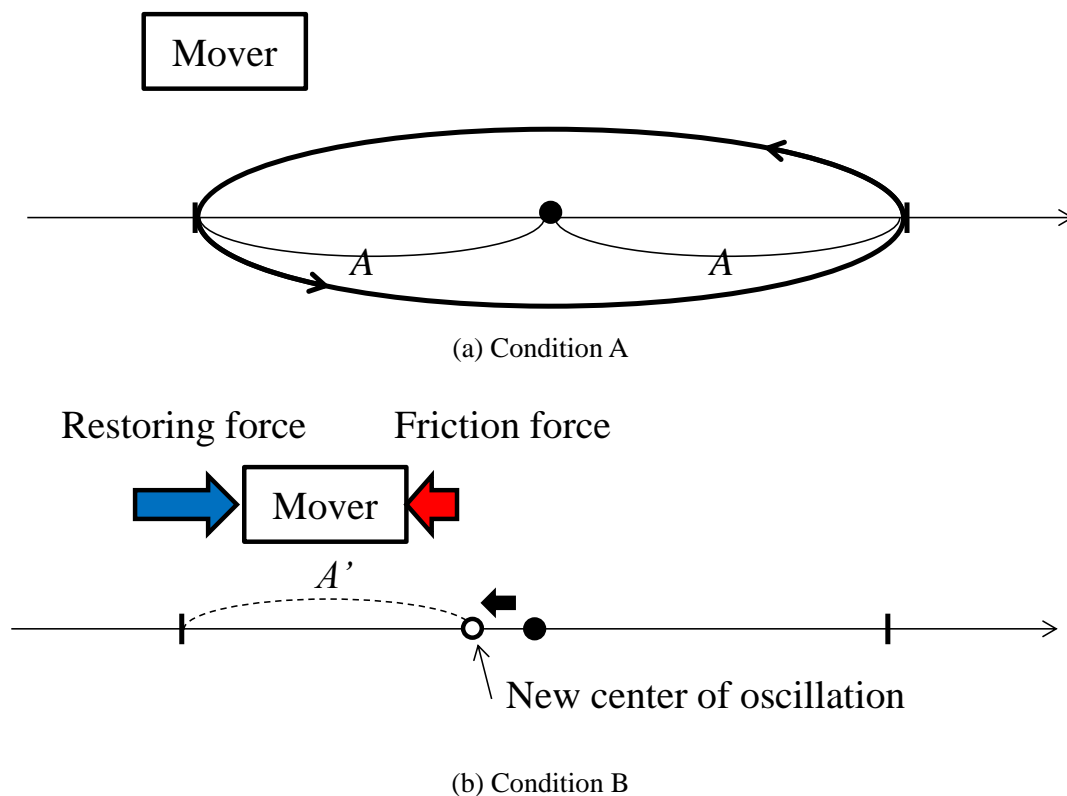 Mover
A
A
(a) Condition A
Restoring force
Friction force
Mover
A’
New center of oscillation
(b) Condition B